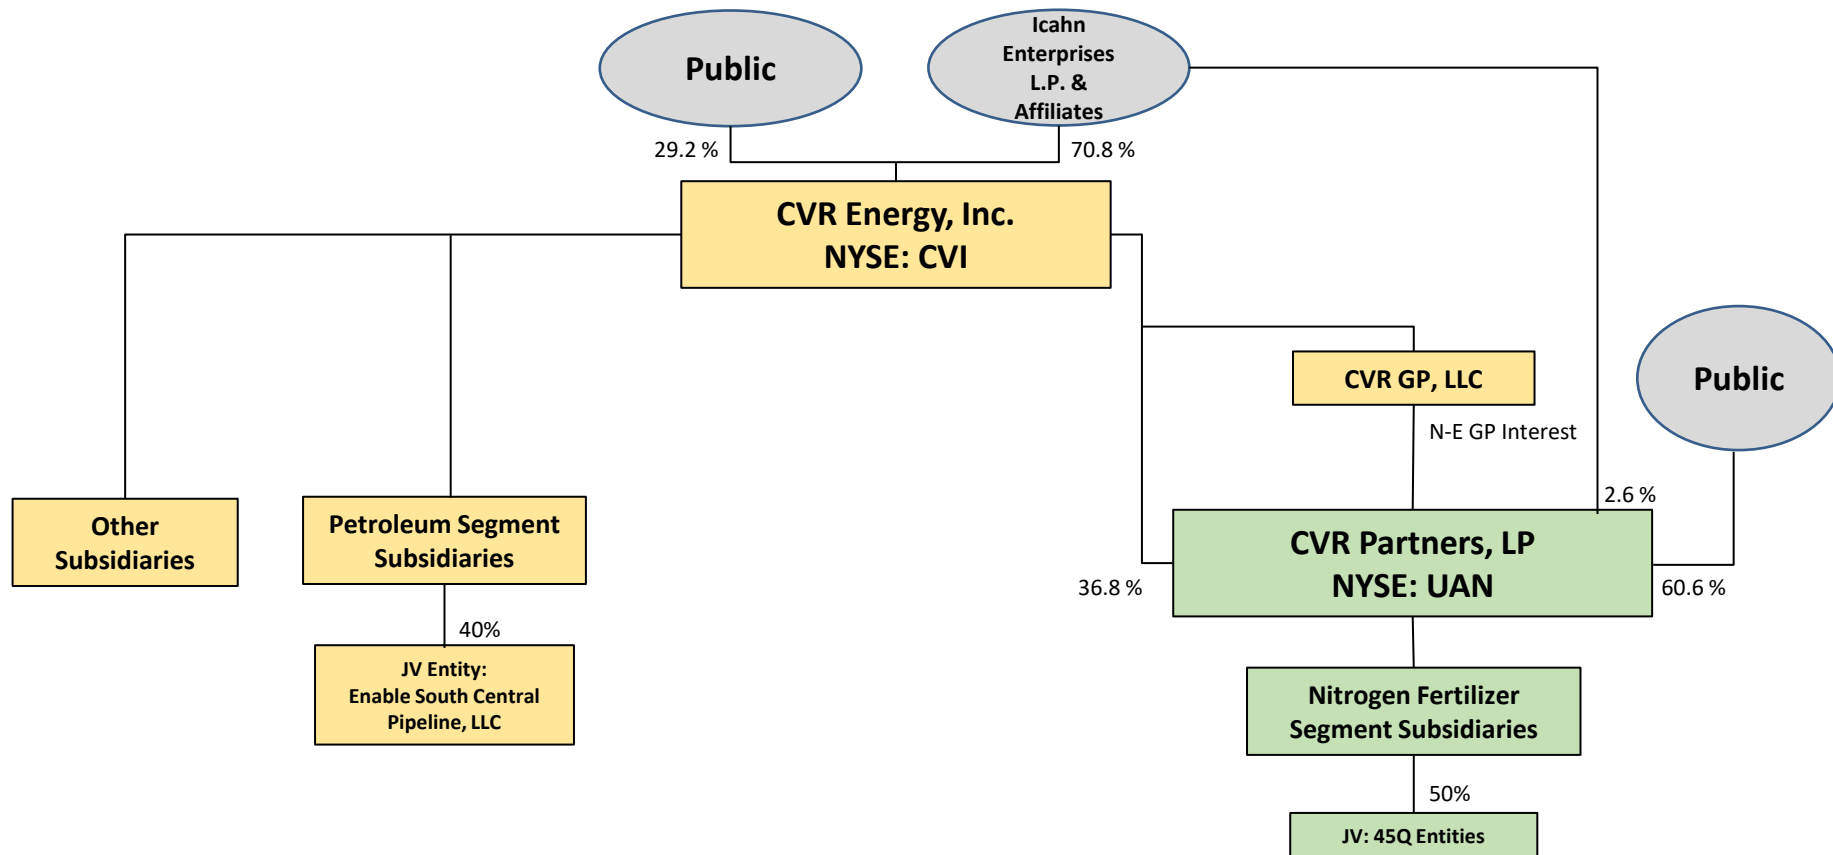 Public
Icahn
Enterprises
L.P. &
Affiliates
29.2 %
70.8 %
CVR Energy, Inc.
NYSE: CVI
CVR GP, LLC
Public
N-E GP Interest
Other
Subsidiaries
Petroleum Segment
Subsidiaries
2.6 %
CVR Partners, LP
NYSE: UAN
36.8 %
60.6 %
40%
JV Entity:
Enable South Central
Pipeline, LLC
Nitrogen Fertilizer
Segment Subsidiaries
50%
JV: 45Q Entities